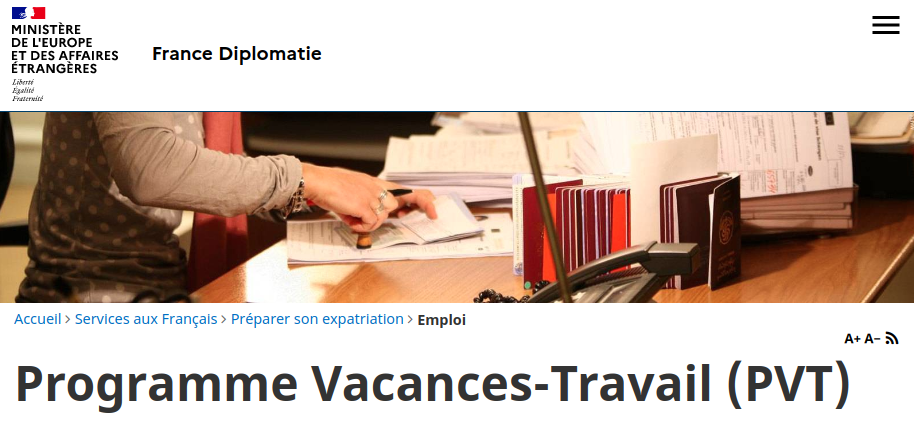 MINISTÈRE
DE L'EUROPE
ET DES AFFAIRES
ÉTRANGÈRES
Liberté
Égalité
Fraternité
France Diplomatie
Accueil > Services aux Français > Préparer son expatriation > Emploi
A+ A−
Programme Vacances-Travail (PVT)